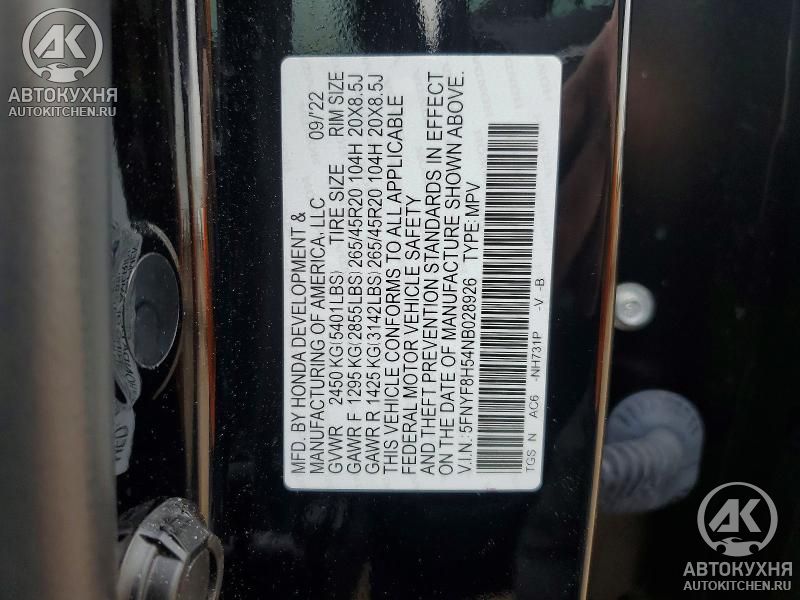 AK
АВТОКУХНЯ
AUTOKITCHEN.RU
MFD. BY HONDA DEVELOPMENT &
MANUFACTURING OF AMERICA, LLC 09/'22
GVWR 2450 KG(5401LBS) TIRE SIZE RIM SIZE
GAWR F 1295 KG(2855LBS)265/45R20 104H 20X8.5J
GAWR R 1425 KG(3142LBS)265/45R20 104H 20X8.5J
THIS VEHICLE CONFORMS TO ALL APPLICABLE
FEDERAL MOTOR VEHICLE SAFETY
AND THEFT PREVENTION STANDARDS IN EFFECT
ON THE DATE OF MANUFACTURE SHOWN ABOVE.
V.I.N.: 5FNYF8H54NB028926 TYPE: MPV
TGS N AC6 -NH731P -V -B
AK
АВТОКУХНЯ
AUTOKITCHEN.RU